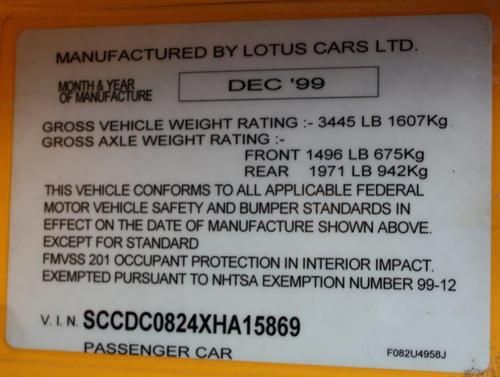 MANUFACTURED BY LOTUS CARS LTD.
MONTH & YEAR
OF MANUFACTURE
DEC '99
GROSS VEHICLE WEIGHT RATING :- 3445 LB 1607Kg
GROSS AXLE WEIGHT RATING :-
FRONT 1496 LB 675Kg
REAR 1971 LB 942Kg
THIS VEHICLE CONFORMS TO ALL APPLICABLE FEDERAL
MOTOR VEHICLE SAFETY AND BUMPER STANDARDS IN
EFFECT ON THE DATE OF MANUFACTURE SHOWN ABOVE.
EXCEPT FOR STANDARD
FMVSS 201 OCCUPANT PROTECTION IN INTERIOR IMPACT.
EXEMPTED PURSUANT TO NHTSA EXEMPTION NUMBER 99-12
V.I.N. SCCDC0824XHA15869
PASSENGER CAR
F082U4958J